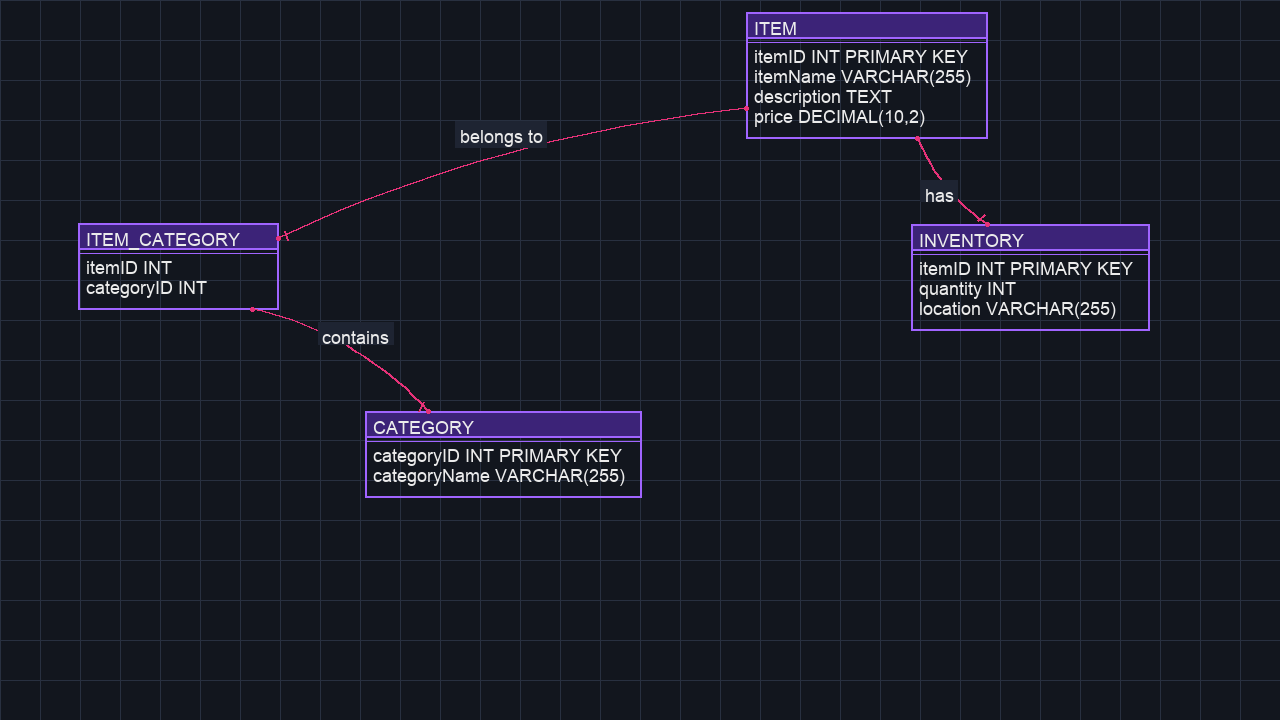 ITEM
itemID INT PRIMARY KEY
itemName VARCHAR(255)
description TEXT
price DECIMAL(10,2)
belongs to
has
ITEM_CATEGORY
itemID INT
categoryID INT
INVENTORY
itemID INT PRIMARY KEY
quantity INT
location VARCHAR(255)
contains
CATEGORY
categoryID INT PRIMARY KEY
categoryName VARCHAR(255)